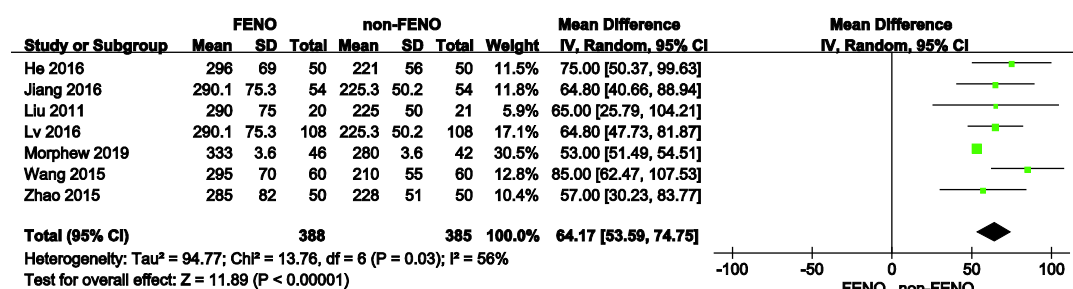 FENO non-FENO Mean Difference Mean Difference
Study or Subgroup Mean SD Total Mean SD Total Weight IV, Random, 95% CI IV, Random, 95% CI
He 2016 296 69 50 221 56 50 11.5% 75.00 [50.37, 99.63]
Jiang 2016 290.1 75.3 54 225.3 50.2 54 11.8% 64.80 [40.66, 88.94]
Liu 2011 290 75 20 225 50 21 5.9% 65.00 [25.79, 104.21]
Lv 2016 290.1 75.3 108 225.3 50.2 108 17.1% 64.80 [47.73, 81.87]
Morphew 2019 333 3.6 46 280 3.6 42 30.5% 53.00 [51.49, 54.51]
Wang 2015 295 70 60 210 55 60 12.8% 85.00 [62.47, 107.53]
Zhao 2015 285 82 50 228 51 50 10.4% 57.00 [30.23, 83.77]
Total (95% CI) 388 385 100.0% 64.17 [53.59, 74.75]
Heterogeneity: Tau² = 94.77; Chi² = 13.76, df = 6 (P = 0.03); I² = 56%
Test for overall effect: Z = 11.89 (P < 0.00001)
-100 -50 0 50 100
FENO non-FENO